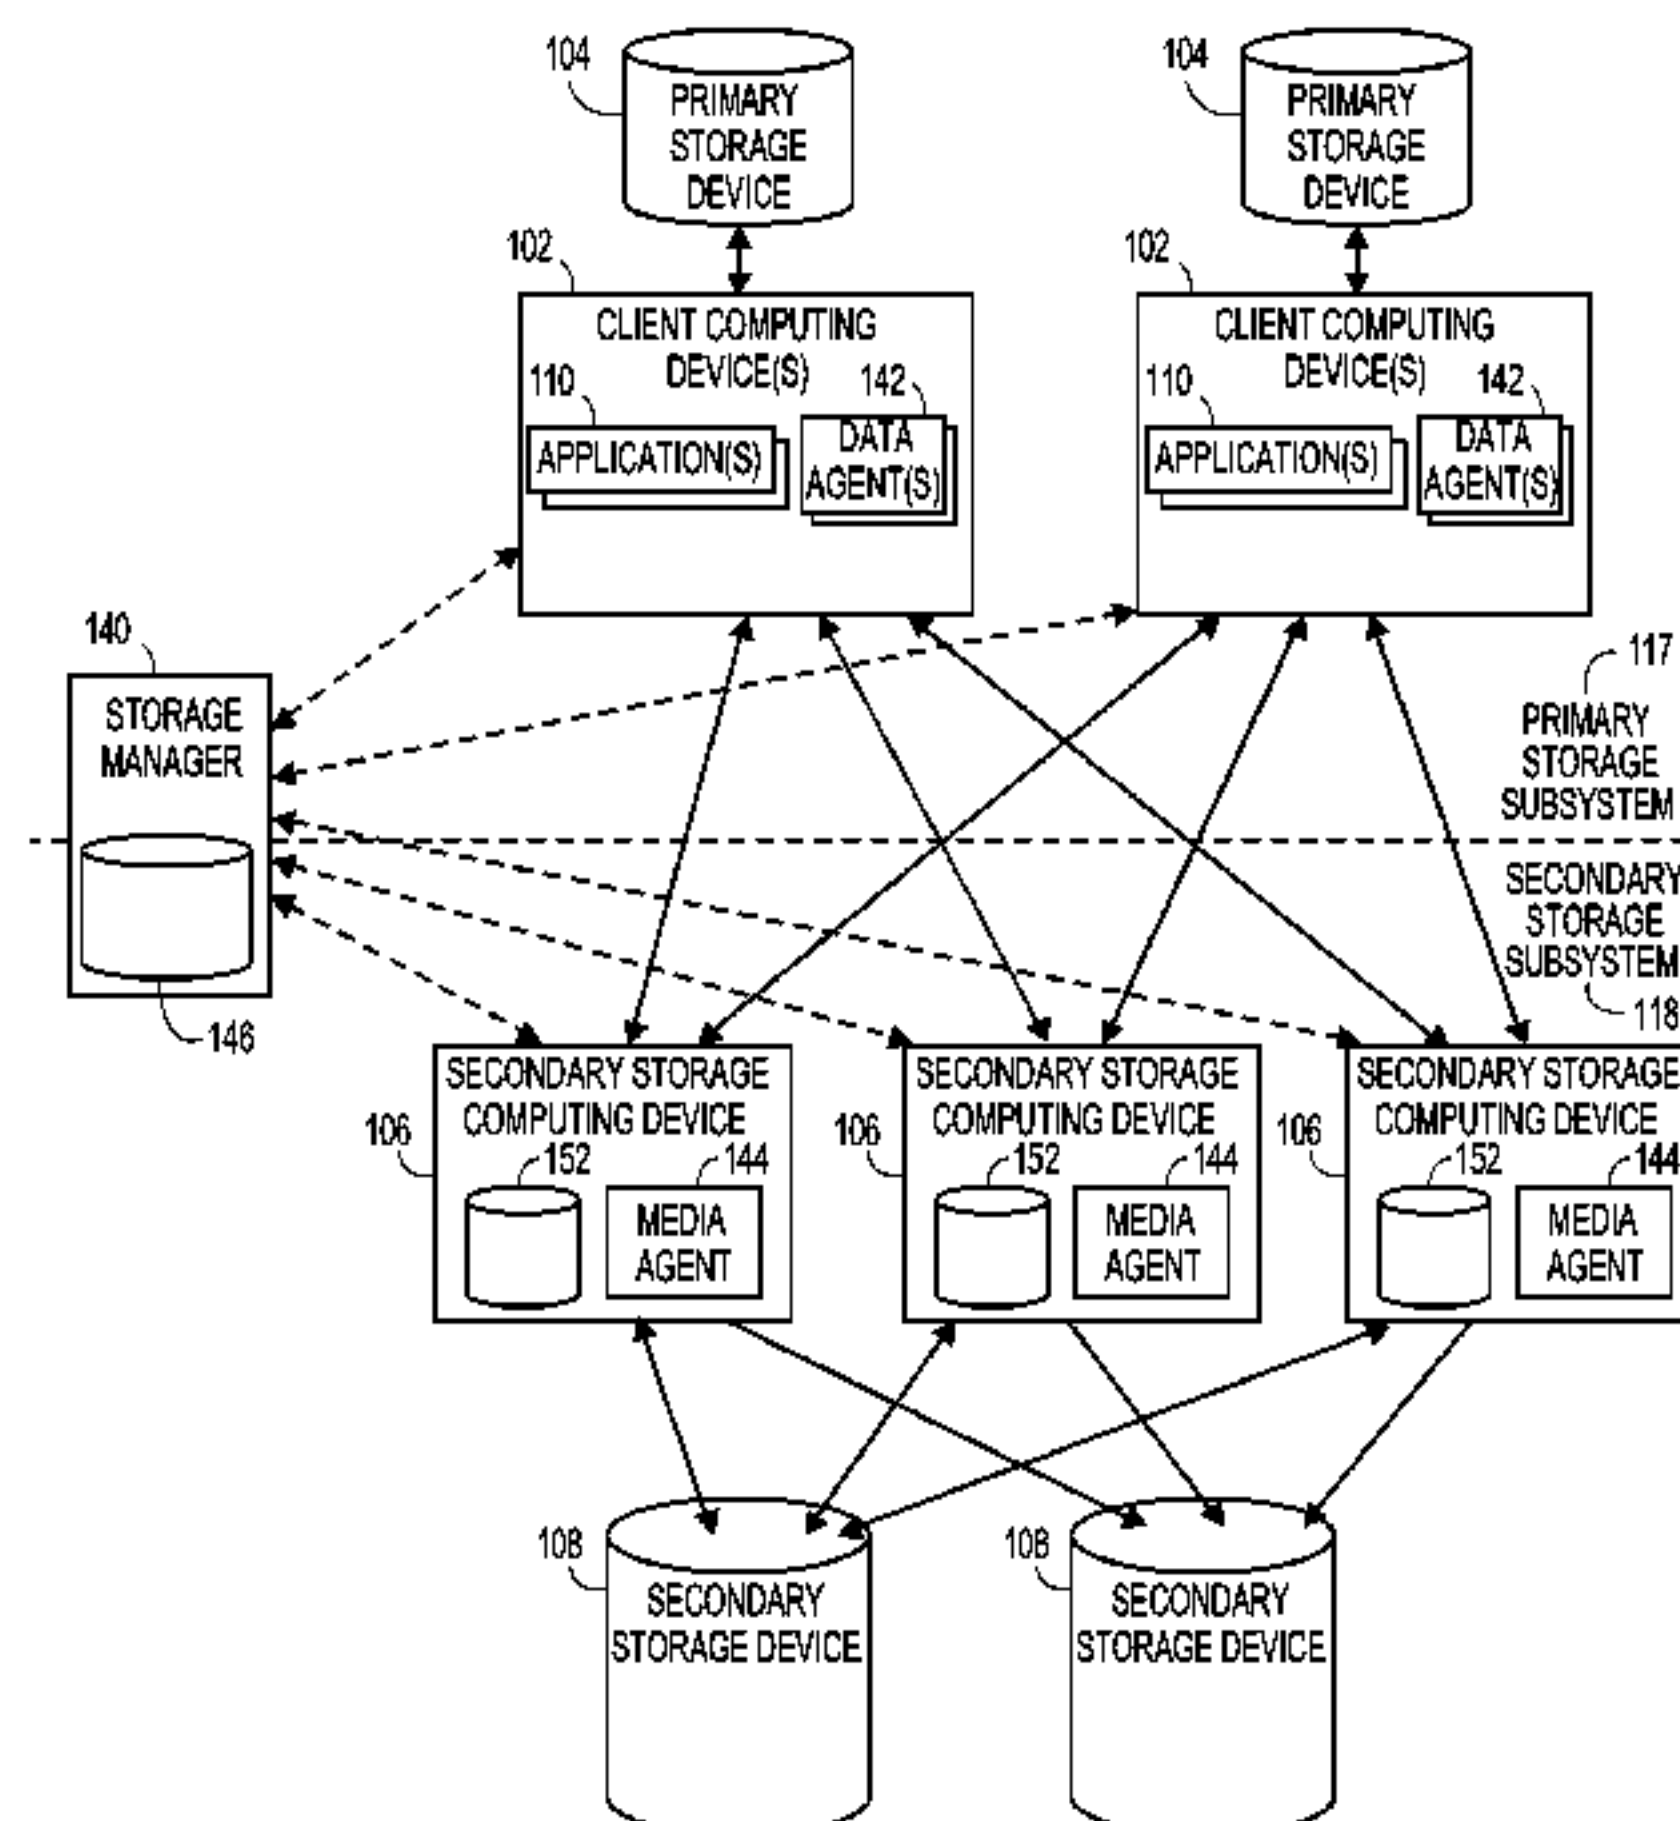 104
PRIMARY
STORAGE
DEVICE
104
PRIMARY
STORAGE
DEVICE
102
CLIENT COMPUTING
DEVICE(S)
110
142
APPLICATION(S)
DATA
AGENT(S)
102
CLIENT COMPUTING
DEVICE(S)
110
142
APPLICATION(S)
DATA
AGENT(S)
140
STORAGE
MANAGER
146
117
PRIMARY
STORAGE
SUBSYSTEM
SECONDARY
STORAGE
SUBSYSTEM
118
106
SECONDARY STORAGE
COMPUTING DEVICE
152
144
MEDIA
AGENT
106
SECONDARY STORAGE
COMPUTING DEVICE
152
144
MEDIA
AGENT
106
SECONDARY STORAGE
COMPUTING DEVICE
152
144
MEDIA
AGENT
108
SECONDARY
STORAGE DEVICE
108
SECONDARY
STORAGE DEVICE